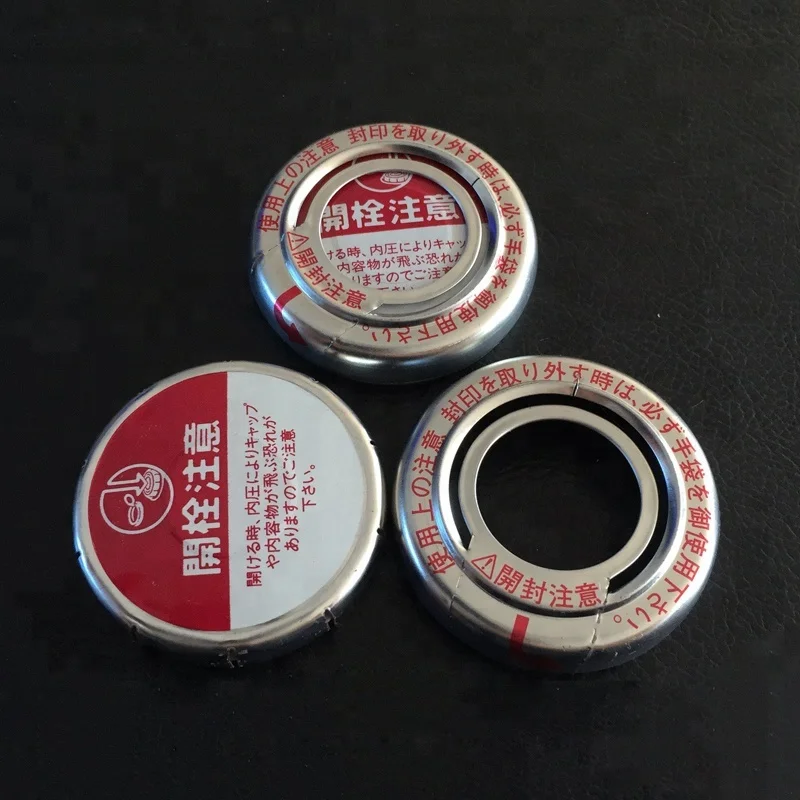 使用上の注意 封印を取り外す時は、必ず手袋を御使用下さい。
⚠開封注意
開栓注意
ける時、内圧によりキャッ
内容物が飛ぶ恐れが
りますのでご注意
下さい
開栓注意
開ける時、内圧によりキャップ
や内容物が飛ぶ恐れが
ありますのでご注意
下さい。
使用上の注意 封印を取り外す時は、必ず手袋を御使用下さい。
⚠開封注意